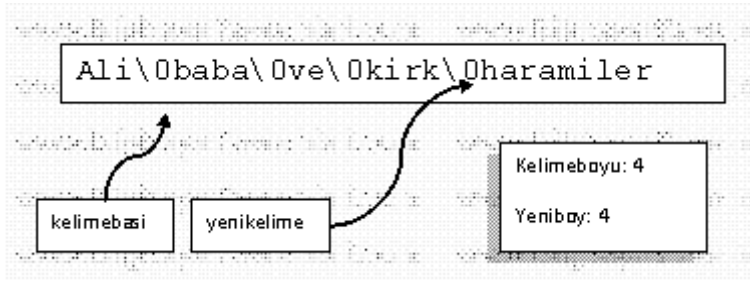 Ali\0baba\0ve\0kirk\0haramiler
Kelimeboyu: 4
Yeniboy: 4
kelimebasi
yenikelime